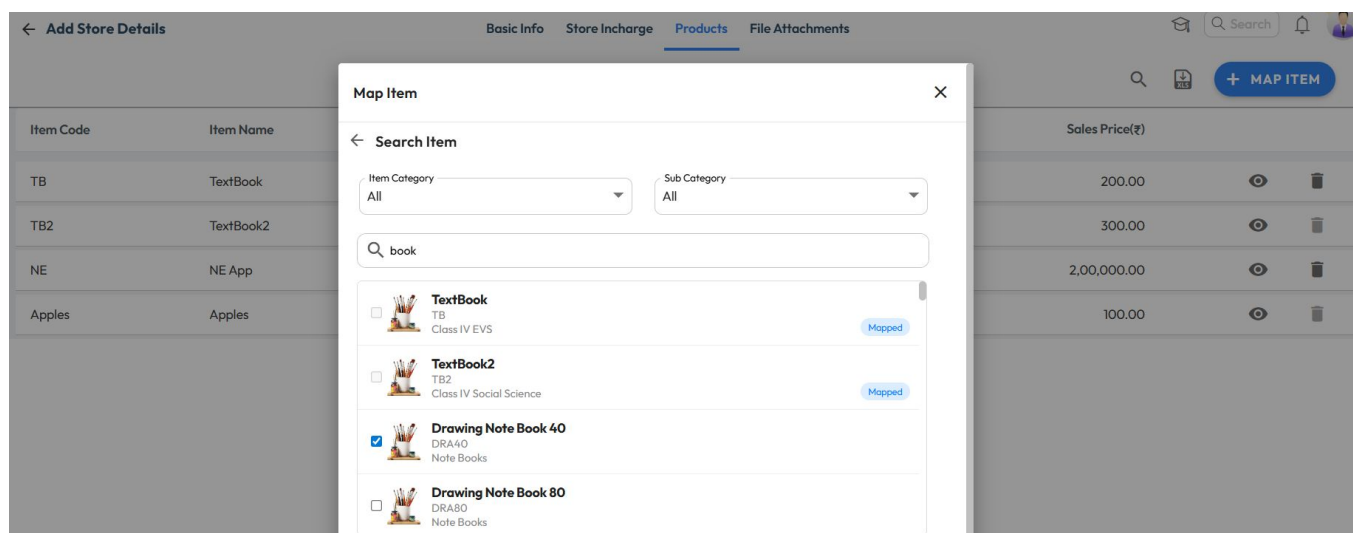 Add Store Details
Basic Info Store Incharge Products File Attachments
Search
XLS
+ MAP ITEM
Map Item
Item Code Item Name Sales Price(₹)
Search Item
Item Category
All
Sub Category
All
book
TB TextBook 200.00
TB2 TextBook2 300.00
NE NE App 2,00,000.00
Apples Apples 100.00
TextBook
TB
Class IV EVS
Mapped
TextBook2
TB2
Class IV Social Science
Mapped
Drawing Note Book 40
DRA40
Note Books
Drawing Note Book 80
DRA80
Note Books